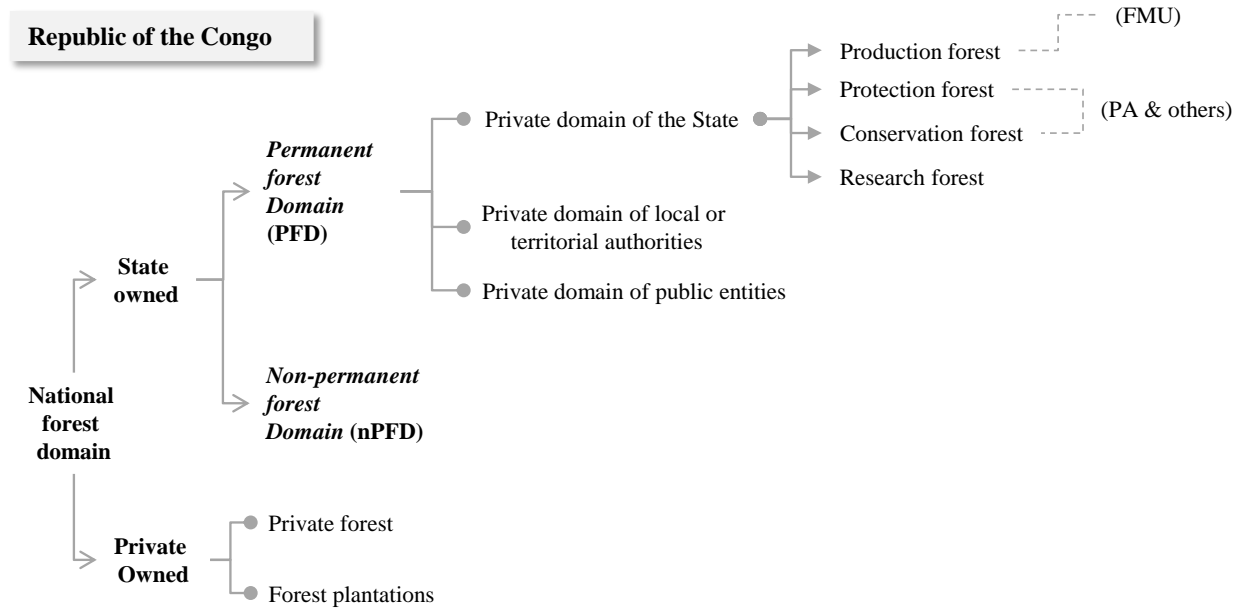 Republic of the Congo
(FMU)
Production forest
Protection forest
(PA & others)
Conservation forest
Research forest
Private domain of the State
Permanent
forest
Domain
(PFD)
Private domain of local or
territorial authorities
Private domain of public entities
State
owned
Non-permanent
forest
Domain (nPFD)
National
forest
domain
Private forest
Private
Owned
Forest plantations